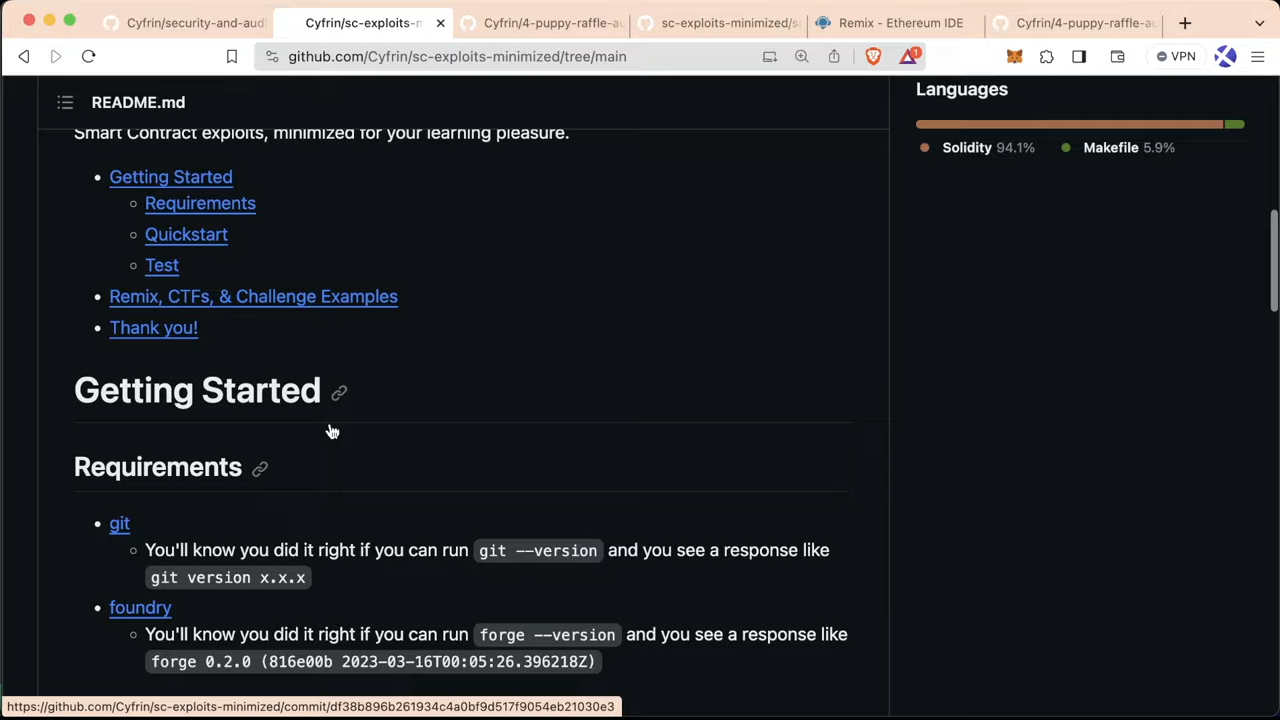 Cyfrin/security-and-audi
Cyfrin/sc-exploits-m
Cyfrin/4-puppy-raffle-au
sc-exploits-minimized/sr
Remix - Ethereum IDE
Cyfrin/4-puppy-raffle-au
github.com/Cyfrin/sc-exploits-minimized/tree/main
1
VPN
README.md
Smart Contract exploits, minimized for your learning pleasure.
Getting Started
Requirements
Quickstart
Test
Remix, CTFs, & Challenge Examples
Thank you!
Getting Started
Requirements
git
You'll know you did it right if you can run git --version and you see a response like
git version x.x.x
foundry
You'll know you did it right if you can run forge --version and you see a response like
forge 0.2.0 (816e00b 2023-03-16T00:05:26.396218Z)
Languages
Solidity 94.1% Makefile 5.9%
https://github.com/Cyfrin/sc-exploits-minimized/commit/df38b896b261934c4a0bf9d517f9054eb21030e3